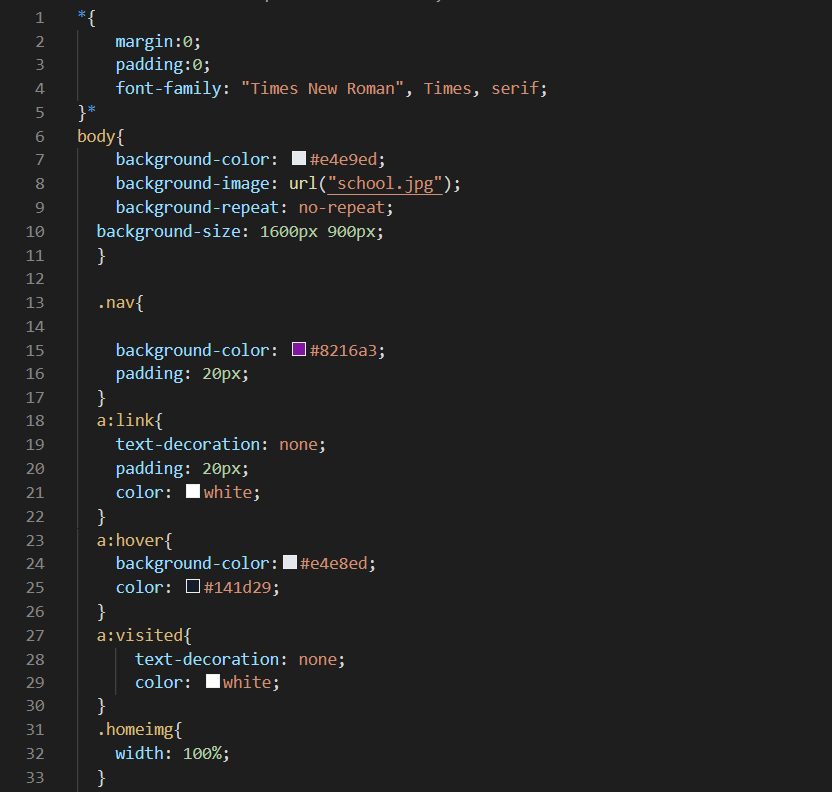 1 *{
2 margin:0;
3 padding:0;
4 font-family: "Times New Roman", Times, serif;
5 }*
6 body{
7 background-color: #e4e9ed;
8 background-image: url("school.jpg");
9 background-repeat: no-repeat;
10 background-size: 1600px 900px;
11 }
12
13 .nav{
14
15 background-color: #8216a3;
16 padding: 20px;
17 }
18 a:link{
19 text-decoration: none;
20 padding: 20px;
21 color: white;
22 }
23 a:hover{
24 background-color: #e4e8ed;
25 color: #141d29;
26 }
27 a:visited{
28 text-decoration: none;
29 color: white;
30 }
31 .homeimg{
32 width: 100%;
33 }